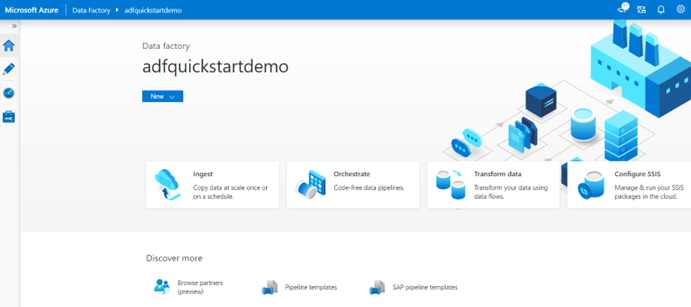 Microsoft Azure Data Factory adfquickstartdemo
Data factory
adfquickstartdemo
New
Ingest
Copy data at scale once or
on a schedule.
Orchestrate
Code-free data pipelines.
Transform data
Transform your data using
data flows.
Configure SSIS
Manage & run your SSIS
packages in the cloud.
Discover more
Browse partners
(preview)
Pipeline templates
SAP pipeline templates